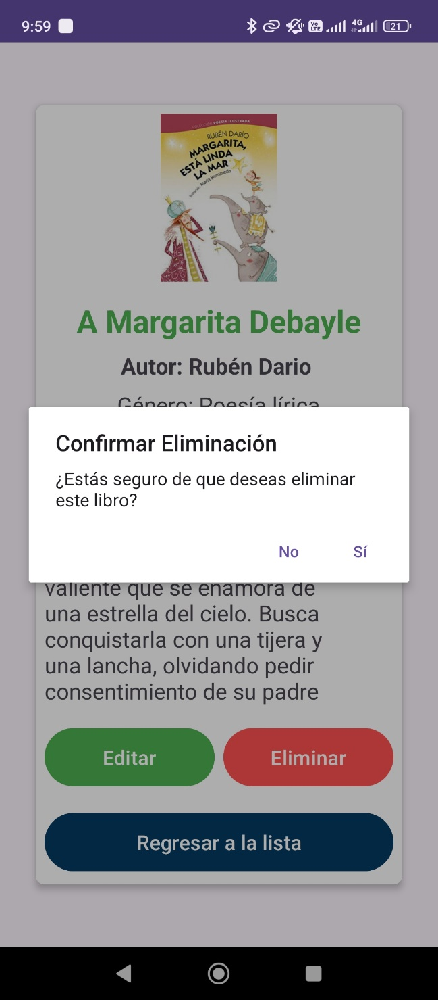 9:59
Vo LTE
4G
21
COLECCIÓN POESÍA ILUSTRADA
RUBÉN DARÍO
MARGARITA,
ESTÁ LINDA
LA MAR
Ilustración: Marta Balmaseda
A Margarita Debayle
Autor: Rubén Dario
Género: Poesía lírica
Confirmar Eliminación
¿Estás seguro de que deseas eliminar
este libro?
No
Sí
valiente que se enamora de
una estrella del cielo. Busca
conquistarla con una tijera y
una lancha, olvidando pedir
consentimiento de su padre
Editar
Eliminar
Regresar a la lista